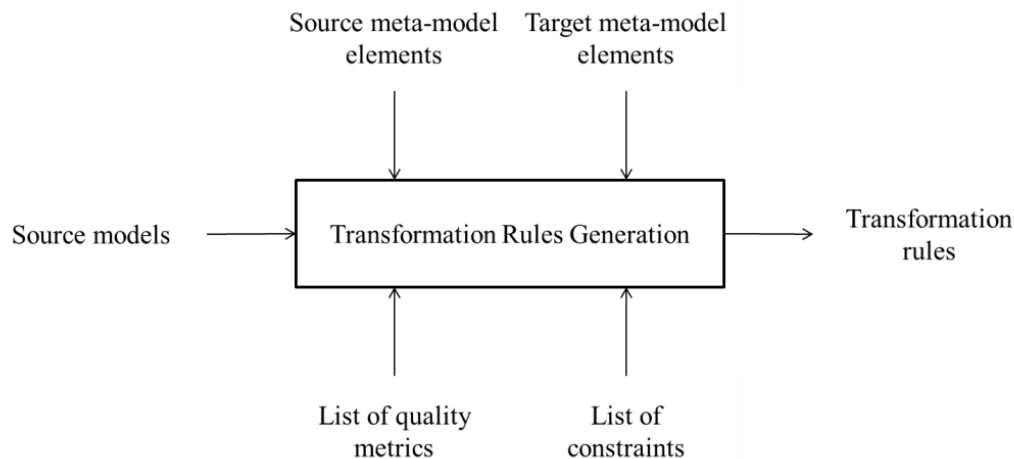 Source meta-model
elements
Target meta-model
elements
Source models
Transformation Rules Generation
Transformation
rules
List of quality
metrics
List of
constraints